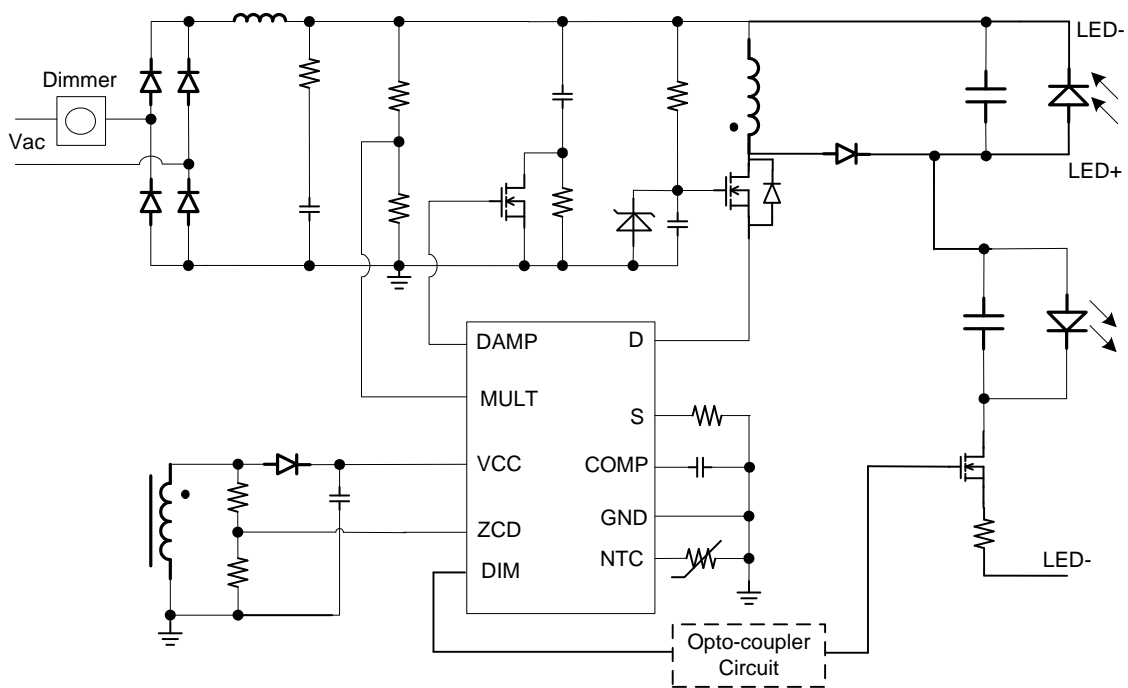 LED-
Dimmer
Vac
LED+
DAMP
D
MULT
S
VCC
COMP
ZCD
GND
DIM
NTC
LED-
Opto-coupler
Circuit